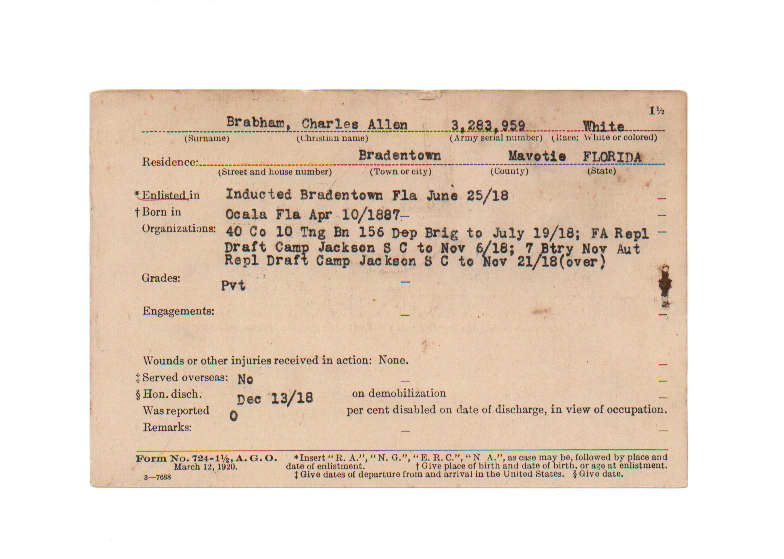 1½
Brabham, Charles Allen 3,283,959 White
(Surname) (Christian name) (Army serial number) (Race: White or colored)
Residence: Bradentown Mavotie FLORIDA
(Street and house number) (Town or city) (County) (State)
*Enlisted in Inducted Bradentown Fla June 25/18
†Born in Ocala Fla Apr 10/1887
Organizations: 40 Co 10 Tng Bn 156 Dep Brig to July 19/18; FA Repl
Draft Camp Jackson S C to Nov 6/18; 7 Btry Nov Aut
Repl Draft Camp Jackson S C to Nov 21/18(over)
Grades: Pvt
Engagements:
Wounds or other injuries received in action: None.
‡Served overseas: No
§Hon. disch. Dec 13/18 on demobilization
Was reported 0 per cent disabled on date of discharge, in view of occupation.
Remarks:
Form No. 724-1½, A. G. O. *Insert "R. A.", "N. G.", "E. R. C.", "N A.", as case may be, followed by place and
March 12, 1920. date of enlistment. †Give place of birth and date of birth, or age at enlistment.
3—7688 ‡Give dates of departure from and arrival in the United States. §Give date.